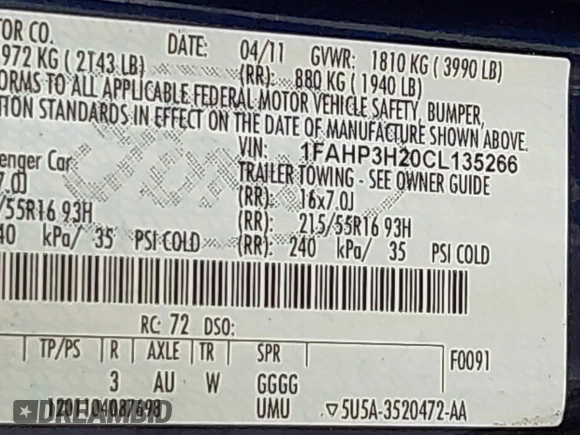 TOR CO.
DATE: 04/11 GVWR: 1810 KG ( 3990 LB)
972 KG ( 2143 LB) (RR): 880 KG ( 1940 LB)
FORMS TO ALL APPLICABLE FEDERAL MOTOR VEHICLE SAFETY, BUMPER,
TION STANDARDS IN EFFECT ON THE DATE OF MANUFACTURE SHOWN ABOVE.
VIN: 1FAHP3H20CL135266
enger Car TRAILER TOWING - SEE OWNER GUIDE
7.0J (RR): 16x7.0J
/55R16 93H (RR): 215/55R16 93H
40 kPa/ 35 PSI COLD (RR): 240 kPa/ 35 PSI COLD
RC: 72 DSO:
TP/PS R AXLE TR SPR F0091
3 AU W GGGG
1201104087698 UMU ▽5U5A-3520472-AA
DREAMBID